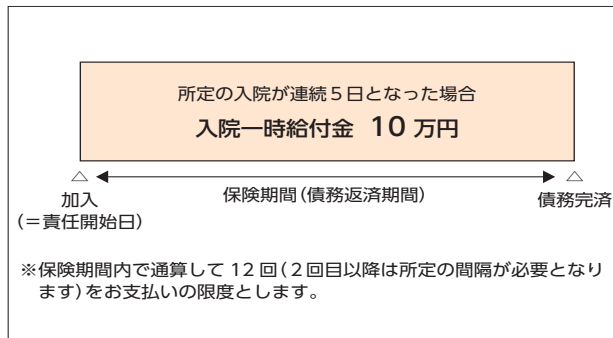 所定の入院が連続5日となった場合
入院一時給付金 10 万円
△ △
保険期間(債務返済期間)
加入 債務完済
(=責任開始日)
※保険期間内で通算して 12 回(2回目以降は所定の間隔が必要となり
ます)をお支払いの限度とします。